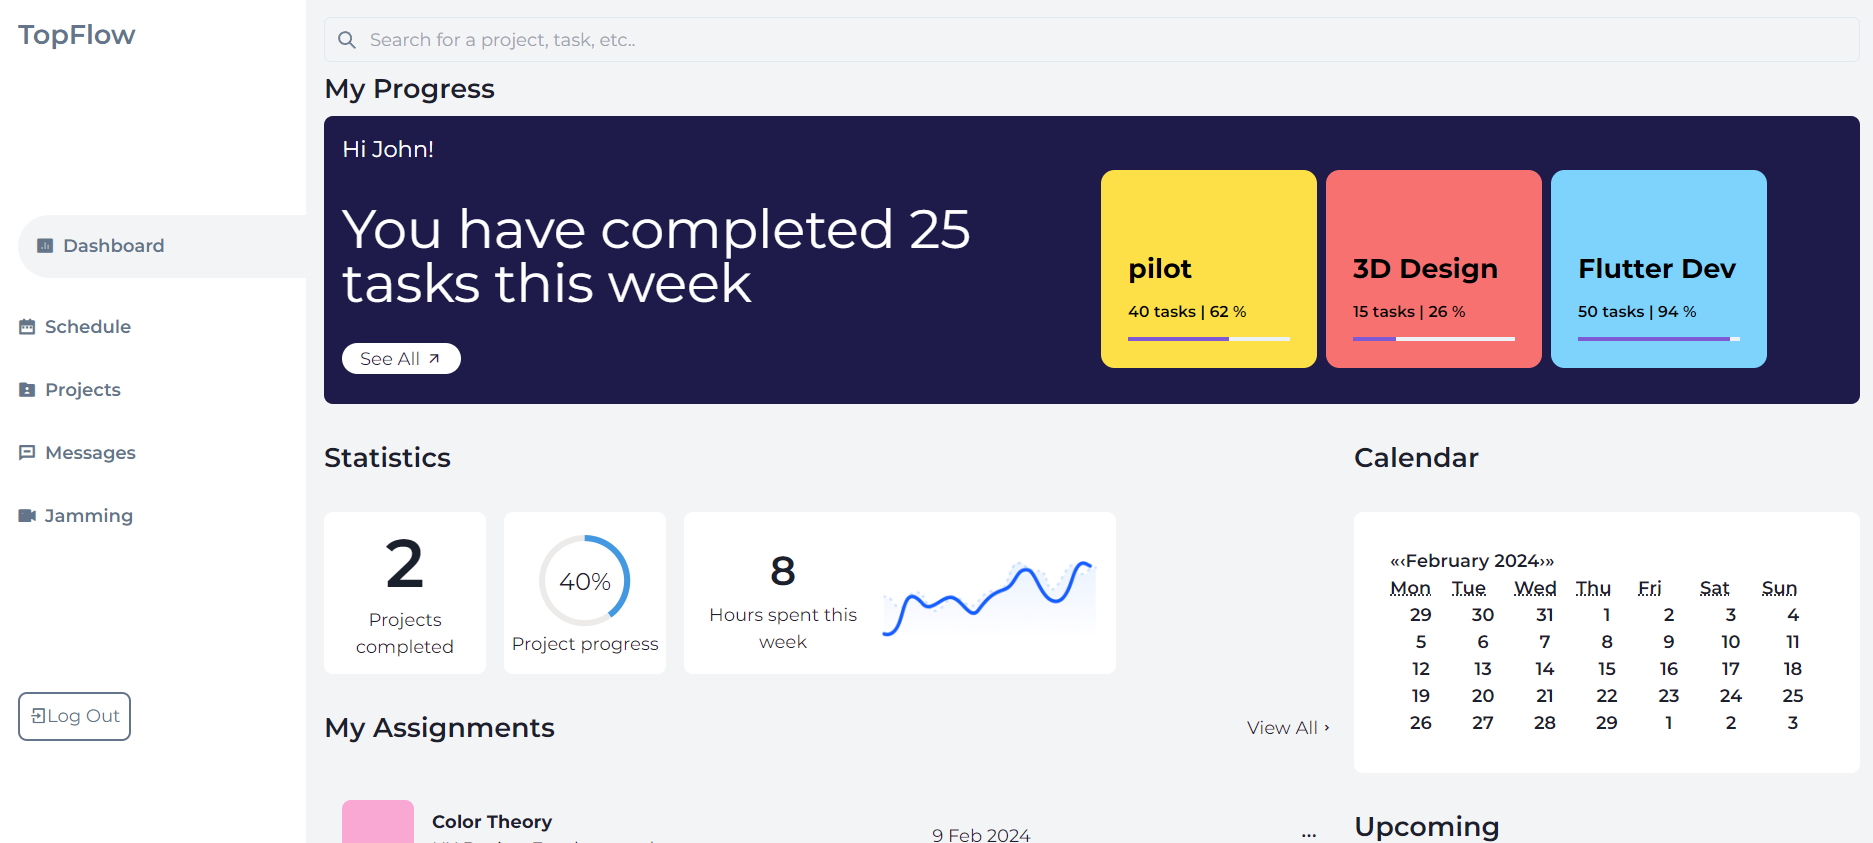 TopFlow
Dashboard
Schedule
Projects
Messages
Jamming
Log Out
Search for a project, task, etc..
My Progress
Hi John!
You have completed 25
tasks this week
See All
pilot
40 tasks | 62 %
3D Design
15 tasks | 26 %
Flutter Dev
50 tasks | 94 %
Statistics
2
Projects
completed
40%
Project progress
8
Hours spent this
week
My Assignments
View All ›
Color Theory
9 Feb 2024
...
Calendar
«‹February 2024›»
Mon Tue Wed Thu Fri Sat Sun
29 30 31 1 2 3 4
5 6 7 8 9 10 11
12 13 14 15 16 17 18
19 20 21 22 23 24 25
26 27 28 29 1 2 3
Upcoming